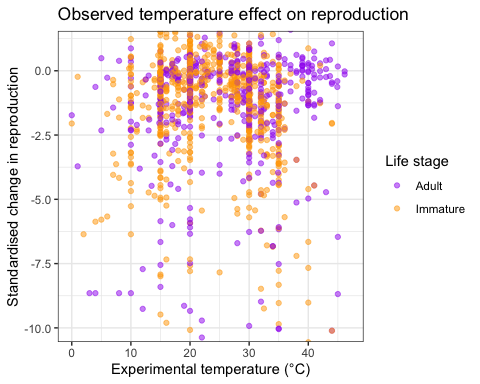 Observed temperature effect on reproduction
Standardised change in reproduction
0.0
-2.5
-5.0
-7.5
-10.0
0
10
20
30
40
Experimental temperature (°C)
Life stage
Adult
Immature